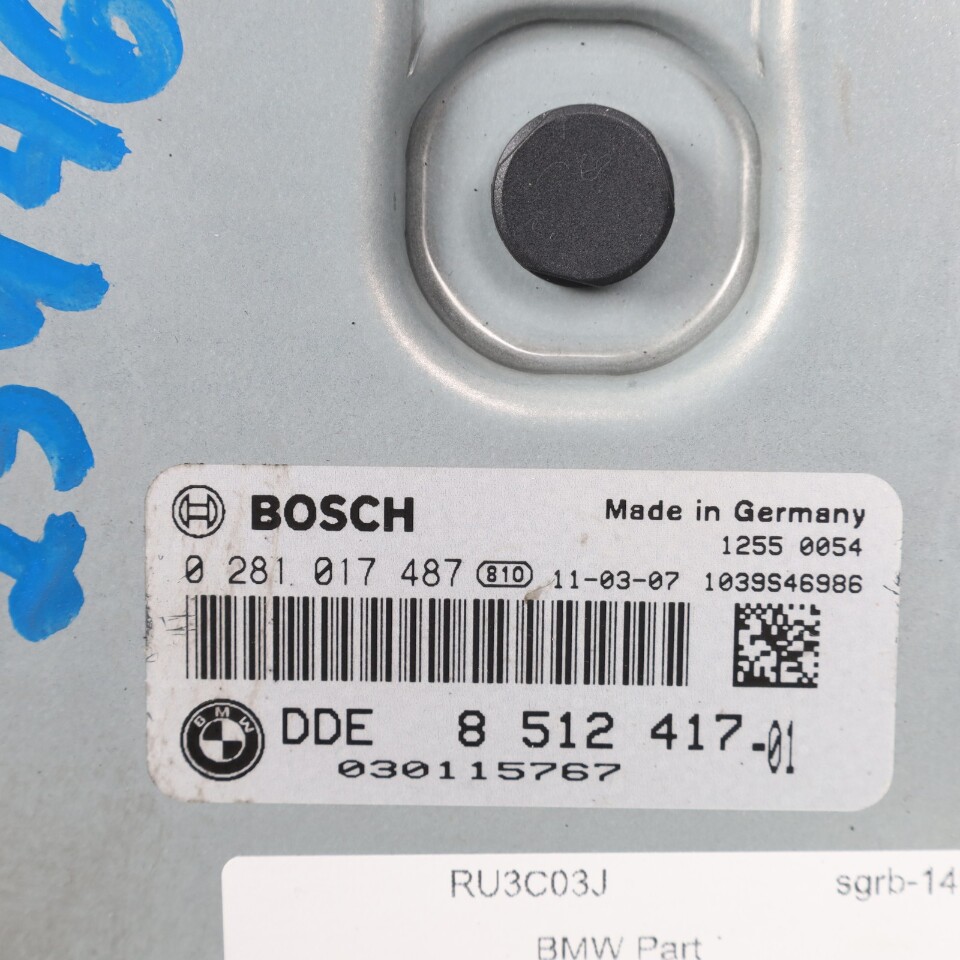 BOSCH
Made in Germany
1255 0054
0 281 017 487 810 11-03-07 1039S46986
BMW
DDE 8 512 417-01
030115767
RU3C03J sgrb-14
BMW Part